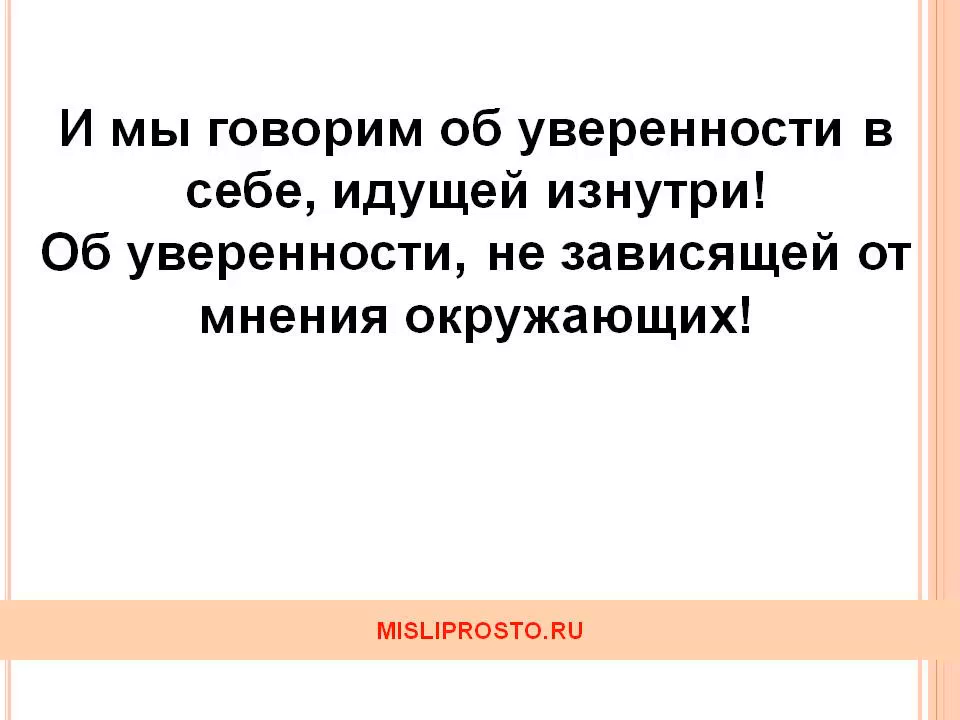 И мы говорим об уверенности в
себе, идущей изнутри!
Об уверенности, не зависящей от
мнения окружающих!
MISLIPROSTO.RU